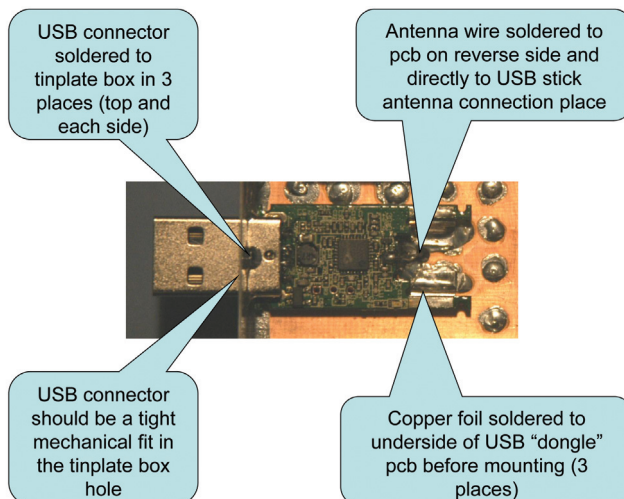 USB connector
soldered to
tinplate box in 3
places (top and
each side)
Antenna wire soldered to
pcb on reverse side and
directly to USB stick
antenna connection place
USB connector
should be a tight
mechanical fit in
the tinplate box
hole
Copper foil soldered to
underside of USB “dongle”
pcb before mounting (3
places)